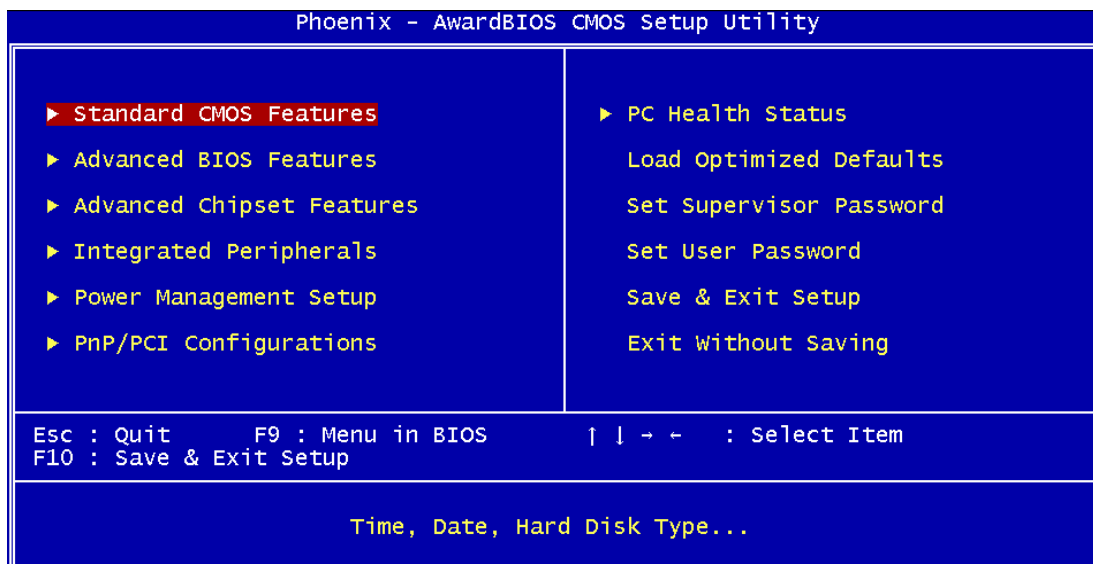 Phoenix - AwardBIOS CMOS Setup Utility
▶ Standard CMOS Features
▶ Advanced BIOS Features
▶ Advanced Chipset Features
▶ Integrated Peripherals
▶ Power Management Setup
▶ PnP/PCI Configurations
▶ PC Health Status
Load Optimized Defaults
Set Supervisor Password
Set User Password
Save & Exit Setup
Exit Without Saving
Esc : Quit F9 : Menu in BIOS ↑ ↓ → ← : Select Item
F10 : Save & Exit Setup
Time, Date, Hard Disk Type...